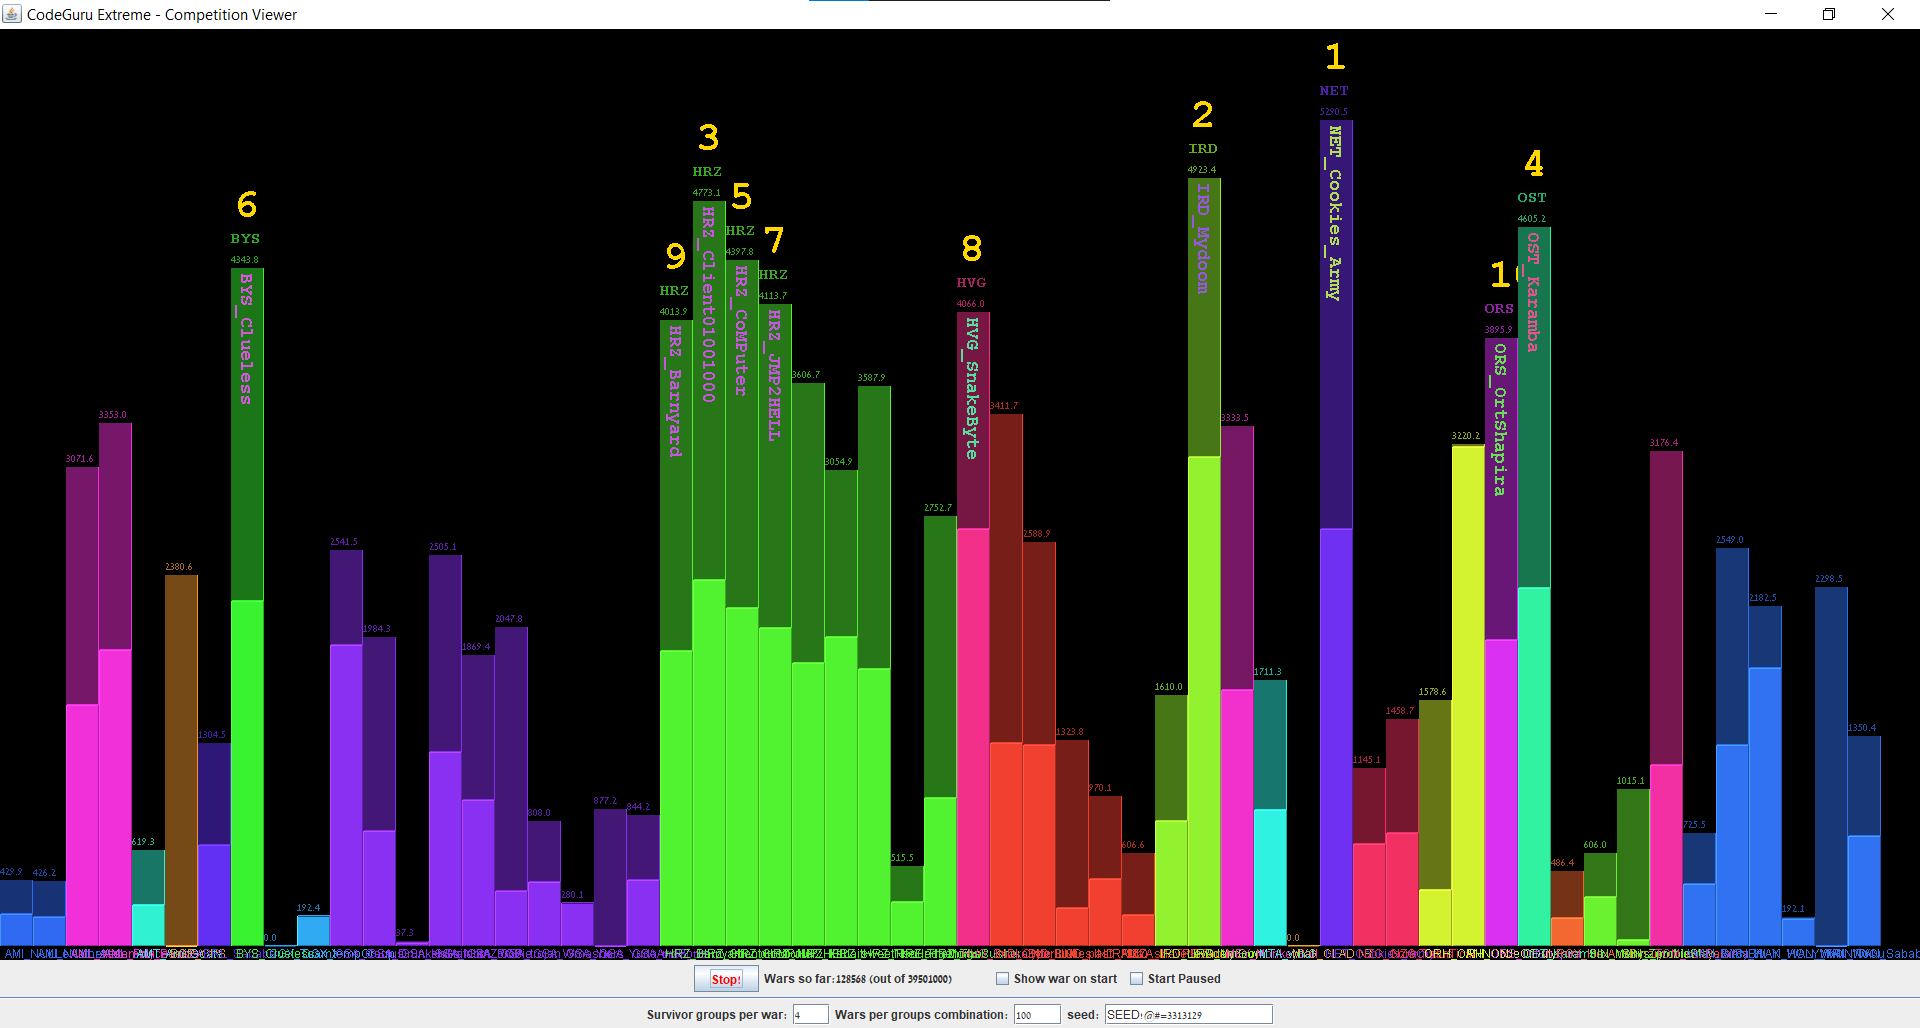 CodeGuru Extreme - Competition Viewer
1
NET
5290.5
NET_Cookies_Army
2
IRD
4923.4
IRD_Mydoom
3
HRZ
4773.1
HRZ_Client01001000
4
OST
4605.2
OST_Karamba
5
HRZ
4397.8
HRZ_CoMPuter
6
BYS
4343.8
BYS_Clueless
7
HRZ
4113.7
HRZ_JMP2HELL
8
HVG
4066.0
HVG_SnakeByte
9
HRZ
4013.9
HRZ_Barnyard
ORS
3895.9
ORS_OrtShapira
429.9
426.2
3071.6
3353.0
619.3
2380.6
1304.5
0.0
192.4
2541.5
1984.3
37.3
2505.1
1869.4
2047.8
808.0
280.1
877.2
844.2
3606.7
3054.9
3587.9
515.5
2752.7
3411.7
2588.9
1323.8
970.1
606.6
1610.0
3333.5
1711.3
0.0
1145.1
1458.7
1578.6
3220.2
486.4
606.0
1015.1
3176.4
725.5
2549.0
2182.5
192.1
2298.5
1350.4
Stop!
Wars so far:128568 (out of 39501000)
Show war on start
Start Paused
Survivor groups per war: 4
Wars per groups combination: 100
seed: SEED!@#=3313129